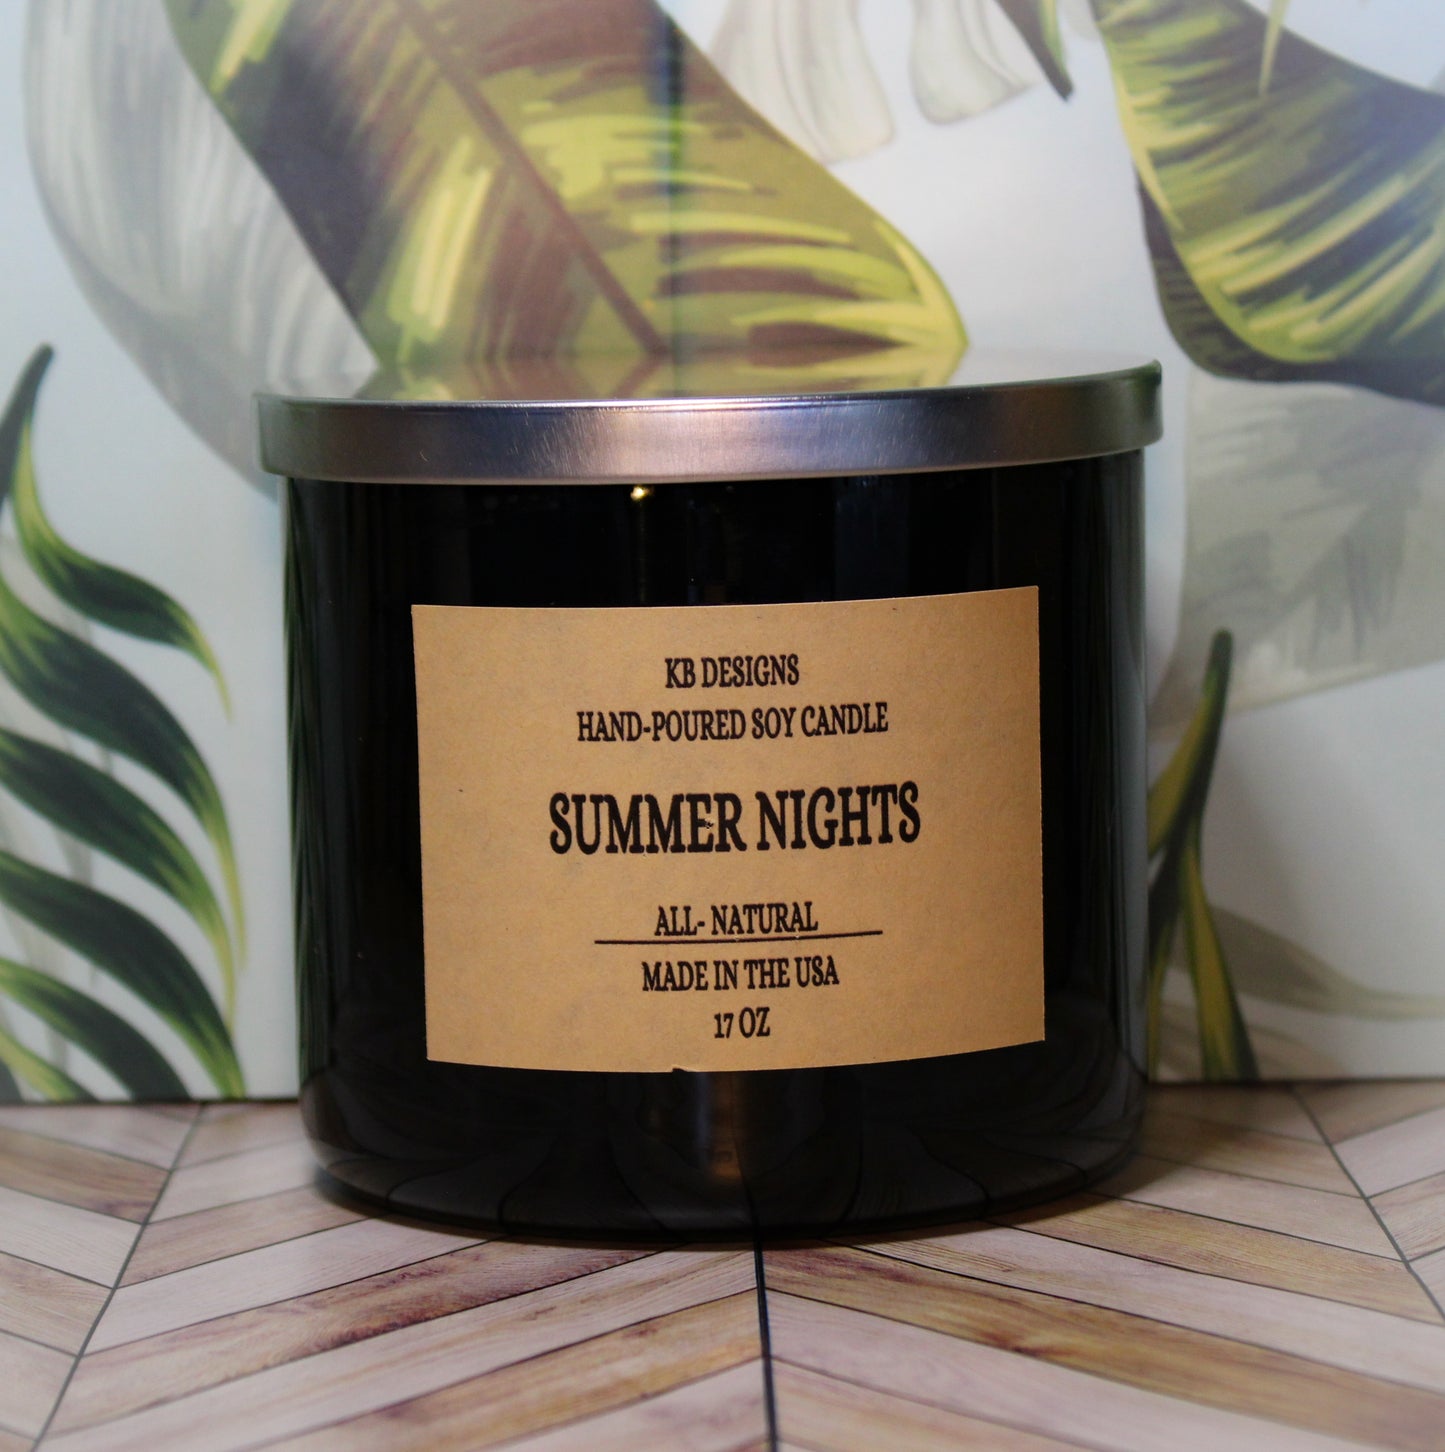 KB DESIGNS
HAND-POURED SOY CANDLE
SUMMER NIGHTS
ALL- NATURAL
MADE IN THE USA
17 OZ